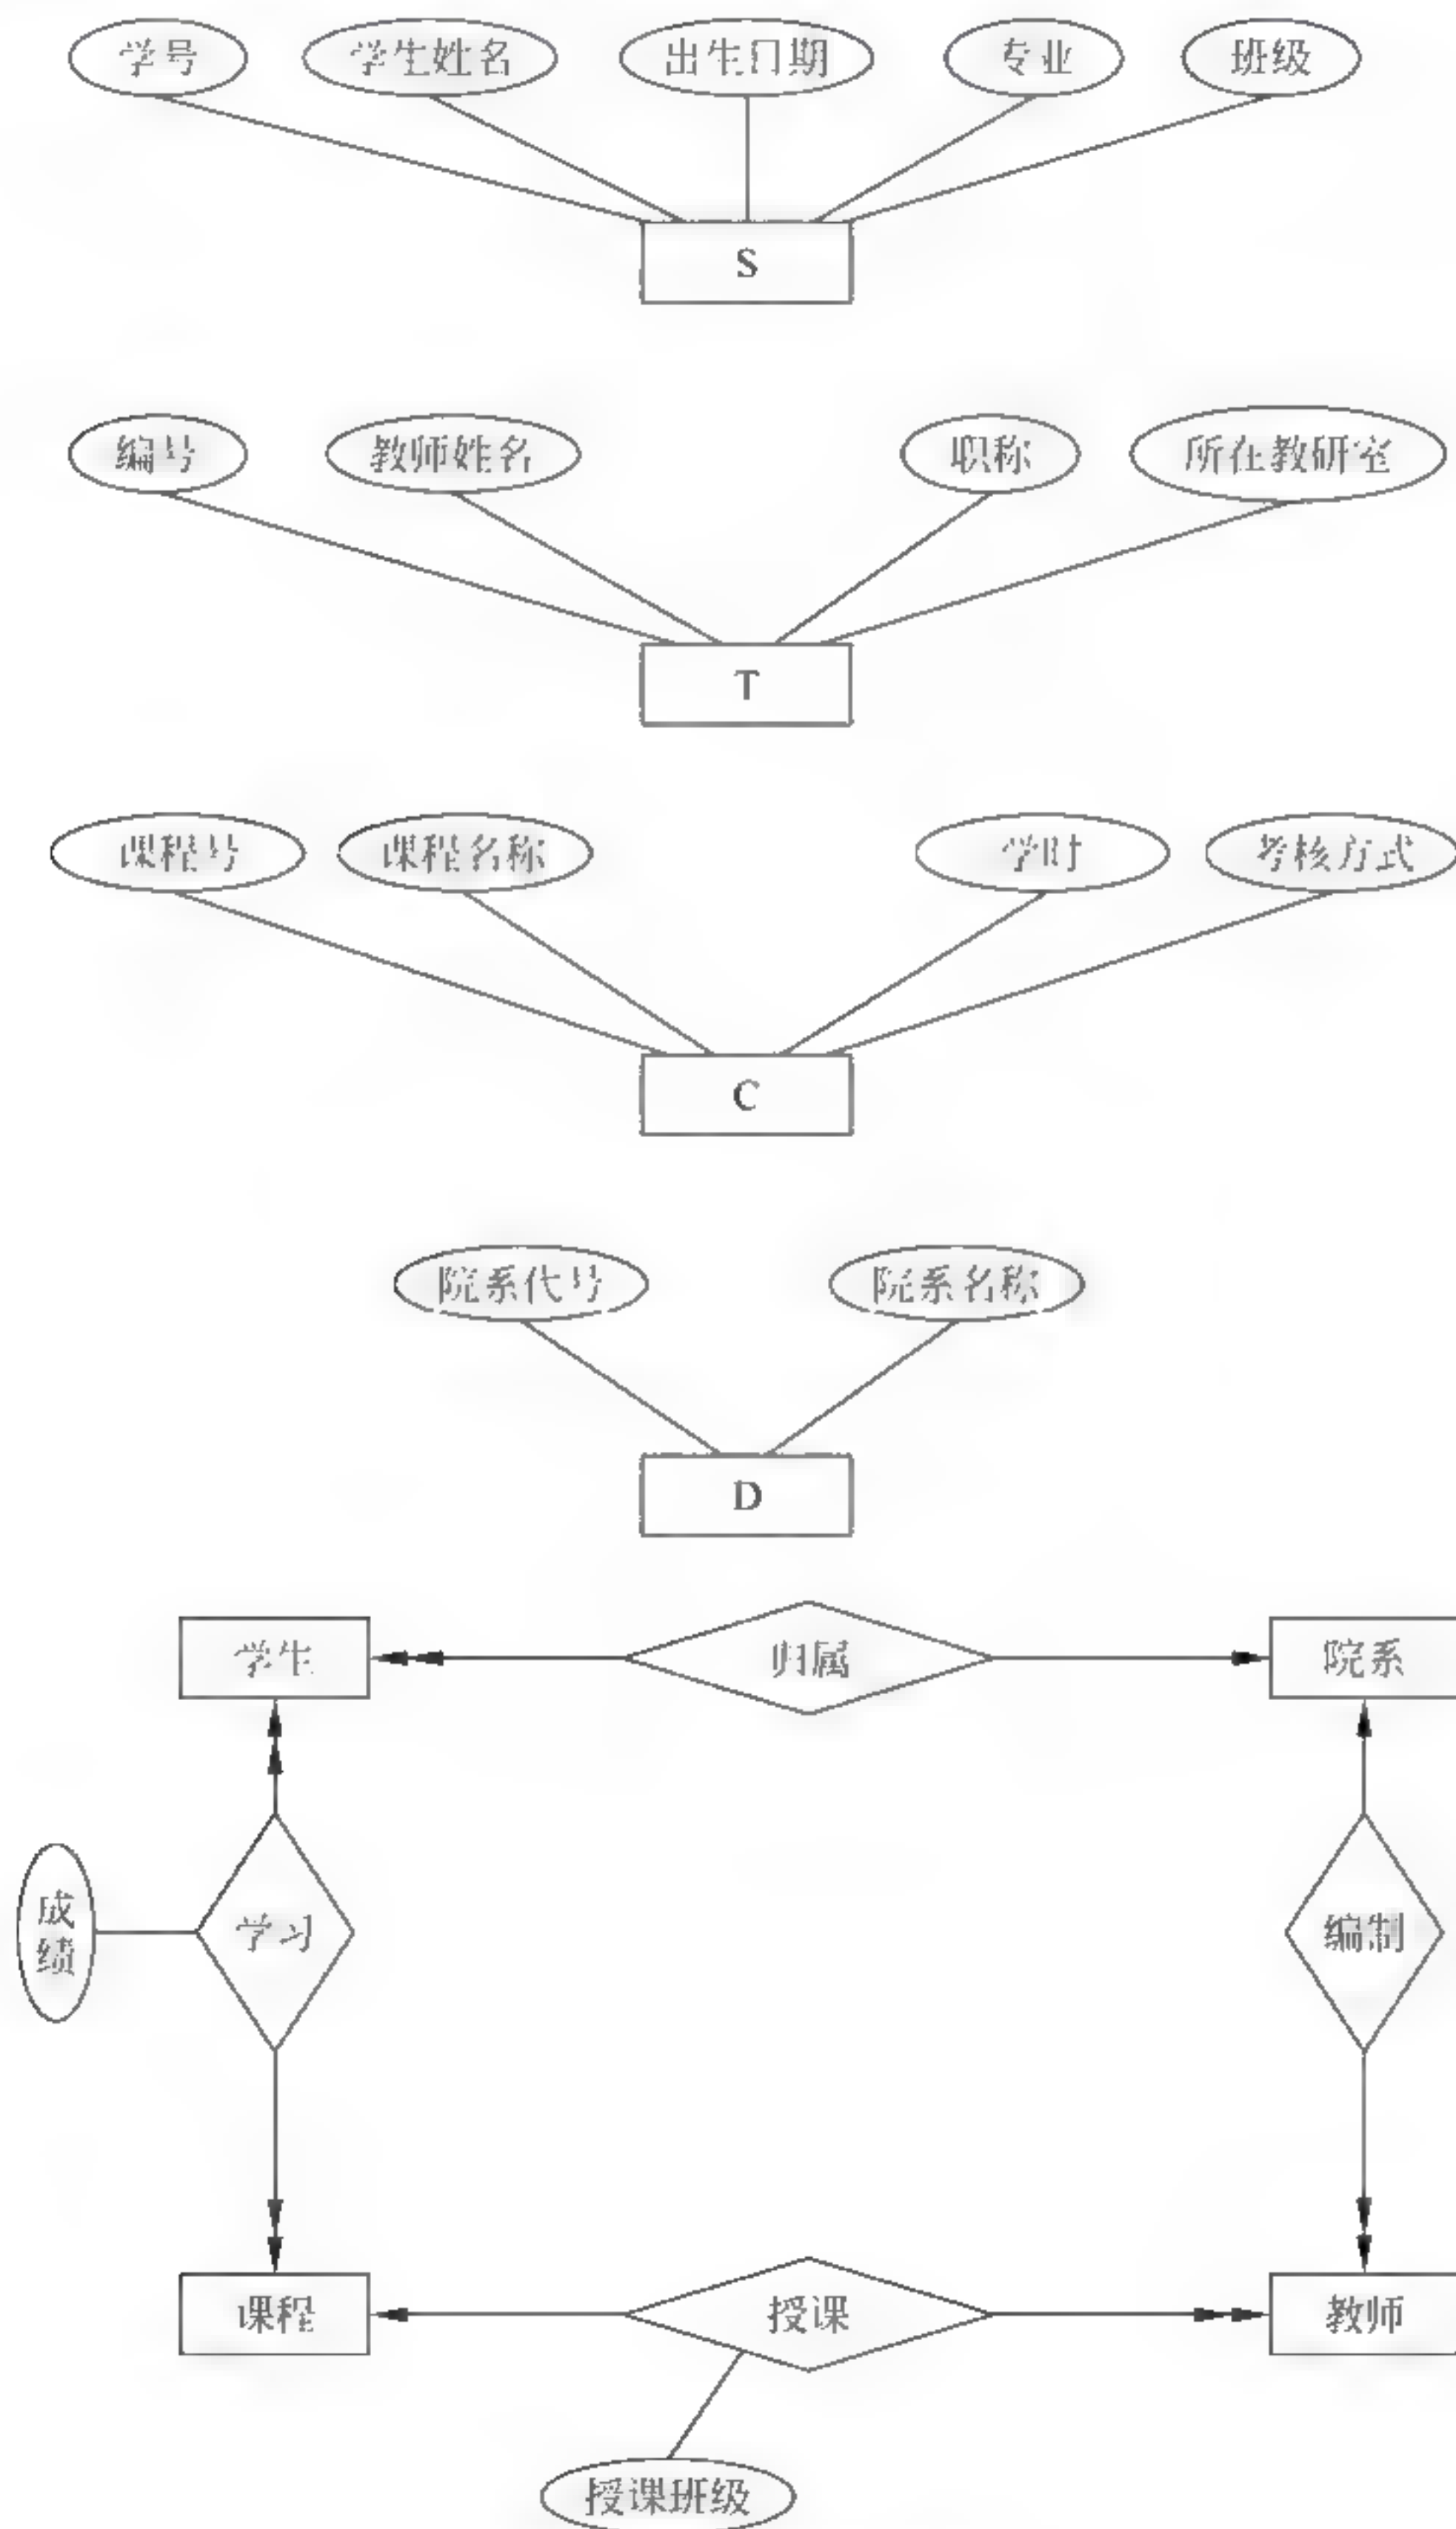 学号
学生姓名
出生日期
专业
班级
S
编号
教师姓名
职称
所在教研室
T
课程号
课程名称
学时
考核方式
C
院系代号
院系名称
D
学生
归属
院系
成
绩
学习
编制
课程
授课
教师
授课班级